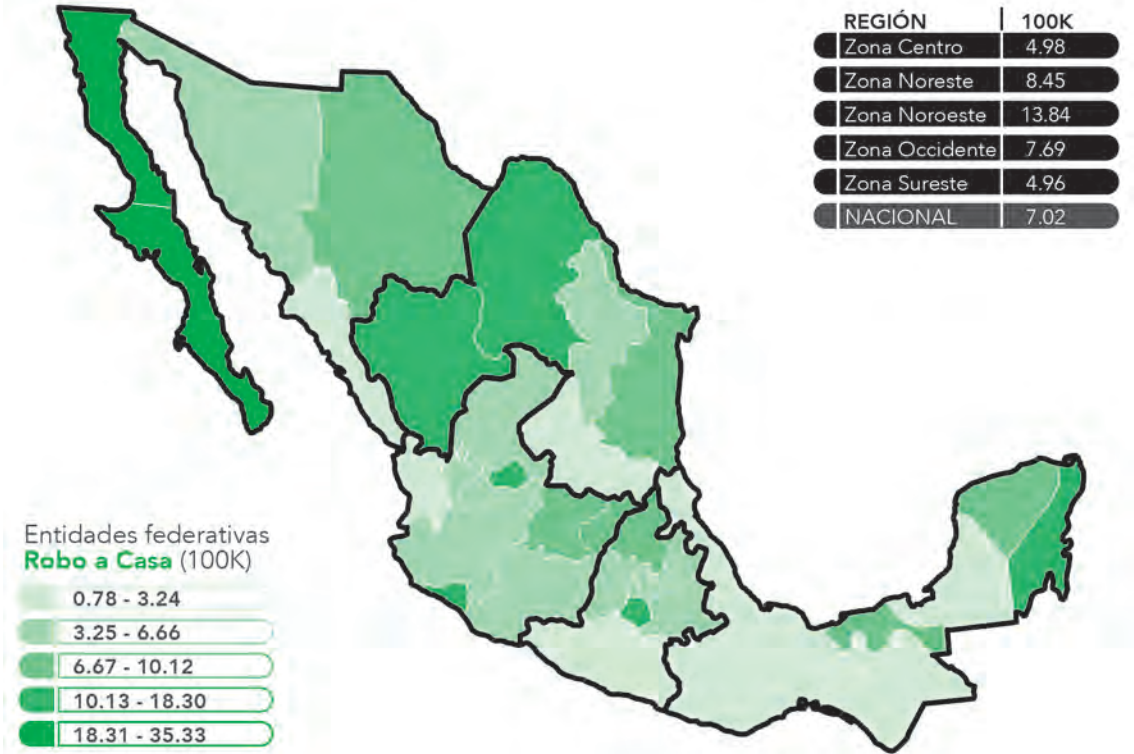 REGIÓN | 100K
Zona Centro 4.98
Zona Noreste 8.45
Zona Noroeste 13.84
Zona Occidente 7.69
Zona Sureste 4.96
NACIONAL 7.02
Entidades federativas
Robo a Casa (100K)
0.78 - 3.24
3.25 - 6.66
6.67 - 10.12
10.13 - 18.30
18.31 - 35.33